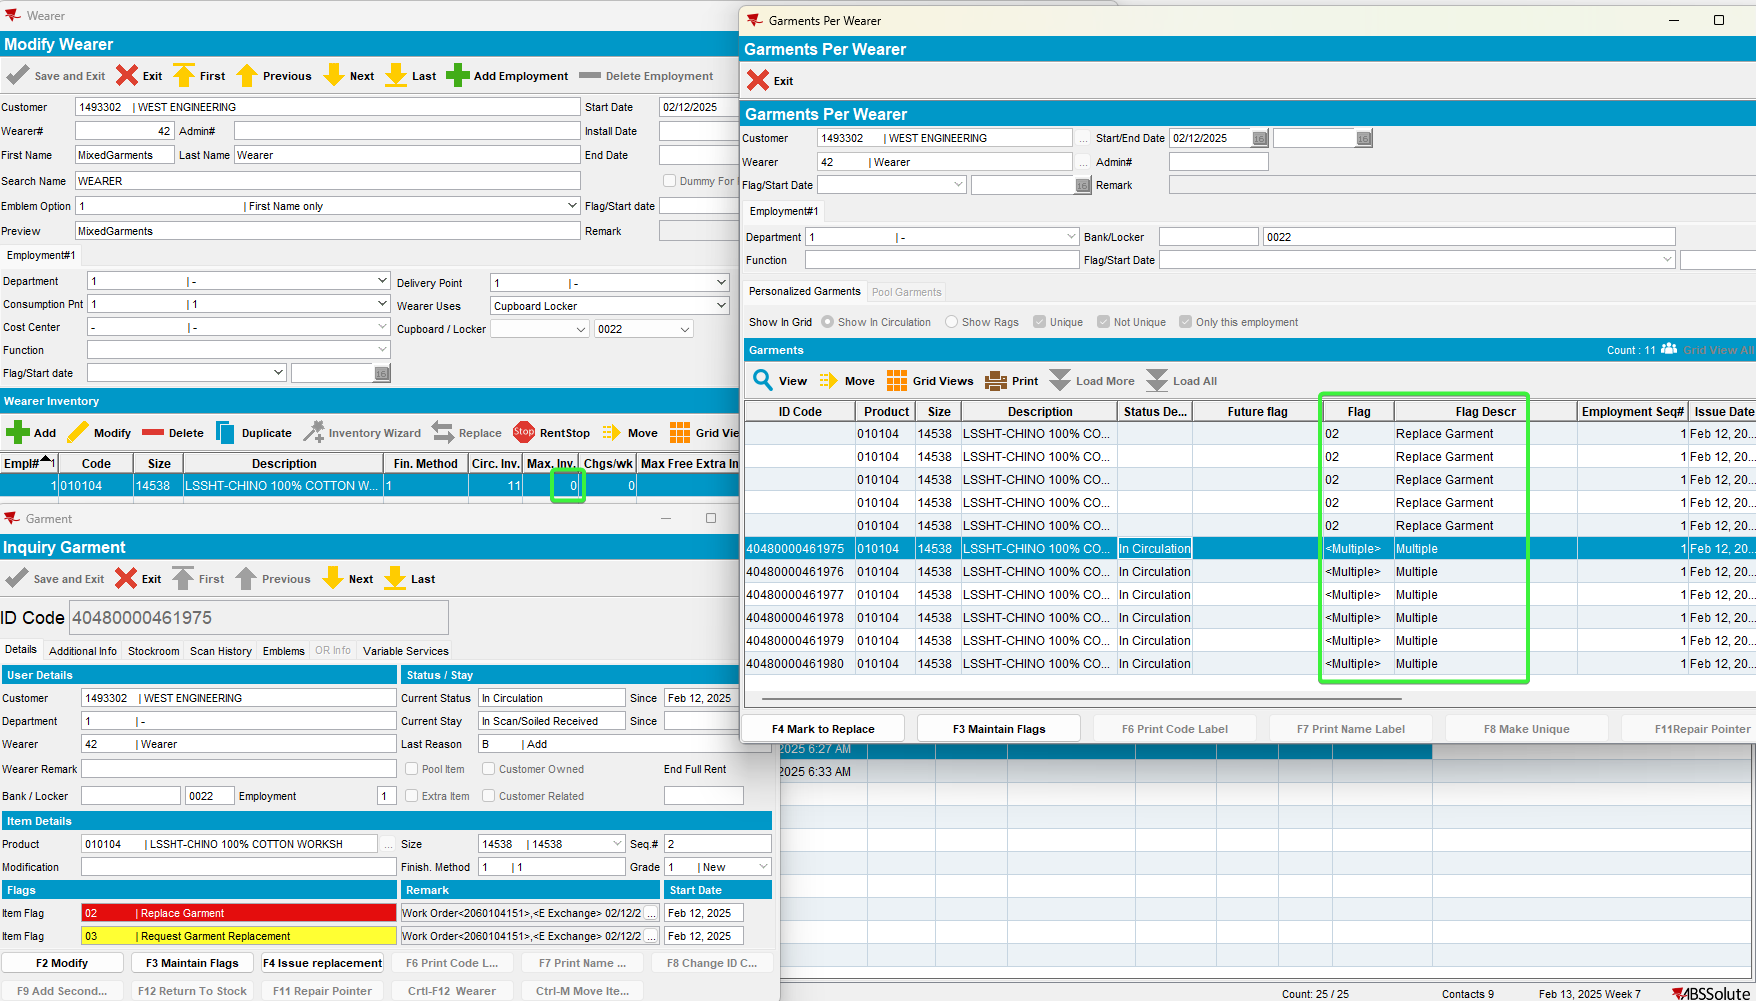 Wearer
Modify Wearer
Save and Exit Exit First Previous Next Last Add Employment Delete Employment
Customer 1493302 | WEST ENGINEERING Start Date 02/12/2025
Wearer# 42 Admin# Install Date
First Name MixedGarments Last Name Wearer End Date
Search Name WEARER Dummy For
Emblem Option 1 | First Name only Flag/Start date
Preview MixedGarments Remark
Employment#1
Department 1 | - Delivery Point 1 | -
Consumption Pnt 1 | 1 Wearer Uses Cupboard Locker
Cost Center - | - Cupboard / Locker 0022
Function
Flag/Start date 16
Wearer Inventory
Add Modify Delete Duplicate Inventory Wizard Replace Stop RentStop Move Grid Vie
Empl# 1 Code Size Description Fin. Method Circ. Inv. Max. Inv. Chgs/wk Max Free Extra In
1 010104 14538 LSSHT-CHINO 100% COTTON W... 1 11 0 0
Garment
Inquiry Garment
Save and Exit Exit First Previous Next Last
ID Code 40480000461975
Details Additional Info Stockroom Scan History Emblems OR Info Variable Services
User Details Status / Stay
Customer 1493302 | WEST ENGINEERING Current Status In Circulation Since Feb 12, 2025
Department 1 | - Current Stay In Scan/Soiled Received Since
Wearer 42 | Wearer Last Reason B | Add
Wearer Remark Pool Item Customer Owned End Full Rent
Bank / Locker 0022 Employment 1 Extra Item Customer Related
Item Details
Product 010104 | LSSHT-CHINO 100% COTTON WORKSH ... Size 14538 | 14538 Seq.# 2
Modification Finish. Method 1 | 1 Grade 1 | New
Flags Remark Start Date
Item Flag 02 | Replace Garment Work Order<2060104151>,<E Exchange> 02/12/2 ... Feb 12, 2025
Item Flag 03 | Request Garment Replacement Work Order<2060104151>,<E Exchange> 02/12/2 ... Feb 12, 2025
F2 Modify F3 Maintain Flags F4 Issue replacement F6 Print Code L... F7 Print Name ... F8 Change ID C...
F9 Add Second... F12 Return To Stock F11 Repair Pointer Crtl-F12 Wearer Ctrl-M Move Ite...
Garments Per Wearer
Garments Per Wearer
Exit
Garments Per Wearer
Customer 1493302 | WEST ENGINEERING ... Start/End Date 02/12/2025 16 16
Wearer 42 | Wearer ... Admin#
Flag/Start Date 16 Remark
Employment#1
Department 1 | - Bank/Locker 0022
Function Flag/Start Date
Personalized Garments Pool Garments
Show In Grid Show In Circulation Show Rags Unique Not Unique Only this employment
Garments Count : 11 Grid View All
View Move Grid Views Print Load More Load All
ID Code Product Size Description Status De... Future flag Flag Flag Descr Employment Seq# Issue Date
010104 14538 LSSHT-CHINO 100% CO... 02 Replace Garment 1 Feb 12, 20...
010104 14538 LSSHT-CHINO 100% CO... 02 Replace Garment 1 Feb 12, 20...
010104 14538 LSSHT-CHINO 100% CO... 02 Replace Garment 1 Feb 12, 20...
010104 14538 LSSHT-CHINO 100% CO... 02 Replace Garment 1 Feb 12, 20...
010104 14538 LSSHT-CHINO 100% CO... 02 Replace Garment 1 Feb 12, 20...
40480000461975 010104 14538 LSSHT-CHINO 100% CO... In Circulation <Multiple> Multiple 1 Feb 12, 20...
40480000461976 010104 14538 LSSHT-CHINO 100% CO... In Circulation <Multiple> Multiple 1 Feb 12, 20...
40480000461977 010104 14538 LSSHT-CHINO 100% CO... In Circulation <Multiple> Multiple 1 Feb 12, 20...
40480000461978 010104 14538 LSSHT-CHINO 100% CO... In Circulation <Multiple> Multiple 1 Feb 12, 20...
40480000461979 010104 14538 LSSHT-CHINO 100% CO... In Circulation <Multiple> Multiple 1 Feb 12, 20...
40480000461980 010104 14538 LSSHT-CHINO 100% CO... In Circulation <Multiple> Multiple 1 Feb 12, 20...
F4 Mark to Replace F3 Maintain Flags F6 Print Code Label F7 Print Name Label F8 Make Unique F11Repair Pointer
2025 6:27 AM
2025 6:33 AM
Count: 25 / 25 Contacts 9 Feb 13, 2025 Week 7 ABSSolute